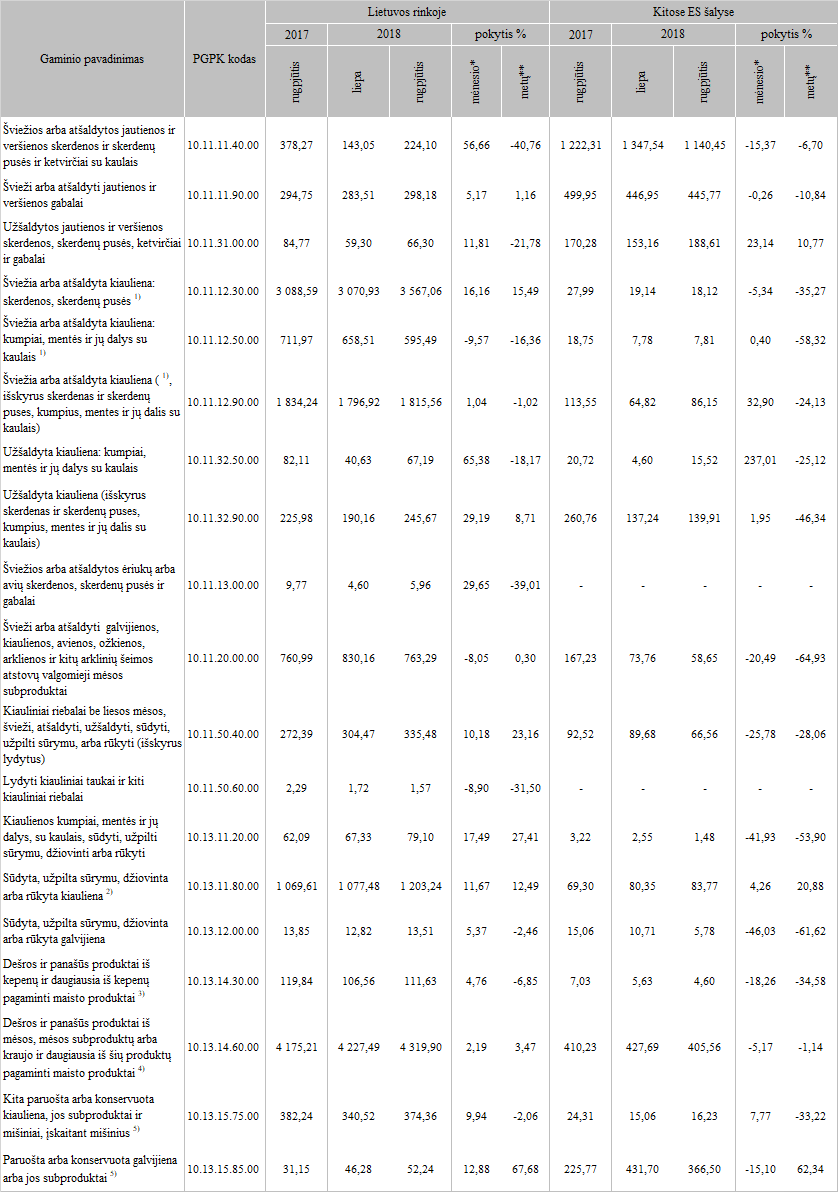 Gaminio pavadinimas PGPK kodas Lietuvos rinkoje Kitose ES šalyse
2017 2018 pokytis % 2017 2018 pokytis %
rugpjūtis liepa rugpjūtis mėnesio* metų** rugpjūtis liepa rugpjūtis mėnesio* metų**
Šviežios arba atšaldytos jautienos ir
veršienos skerdenos ir skerdenų
pusės ir ketvirčiai su kaulais
10.11.11.40.00 378,27 143,05 224,10 56,66 -40,76 1 222,31 1 347,54 1 140,45 -15,37 -6,70
Švieži arba atšaldyti jautienos ir
veršienos gabalai
10.11.11.90.00 294,75 283,51 298,18 5,17 1,16 499,95 446,95 445,77 -0,26 -10,84
Užšaldytos jautienos ir veršienos
skerdenos, skerdenų pusės, ketvirčiai
ir gabalai
10.11.31.00.00 84,77 59,30 66,30 11,81 -21,78 170,28 153,16 188,61 23,14 10,77
Šviežia arba atšaldyta kiauliena:
skerdenos, skerdenų pusės 1)
10.11.12.30.00 3 088,59 3 070,93 3 567,06 16,16 15,49 27,99 19,14 18,12 -5,34 -35,27
Šviežia arba atšaldyta kiauliena:
kumpiai, mentės ir jų dalys su
kaulais 1)
10.11.12.50.00 711,97 658,51 595,49 -9,57 -16,36 18,75 7,78 7,81 0,40 -58,32
Šviežia arba atšaldyta kiauliena ( 1),
išskyrus skerdenas ir skerdenų
puses, kumpius, mentes ir jų dalis su
kaulais)
10.11.12.90.00 1 834,24 1 796,92 1 815,56 1,04 -1,02 113,55 64,82 86,15 32,90 -24,13
Užšaldyta kiauliena: kumpiai,
mentės ir jų dalys su kaulais
10.11.32.50.00 82,11 40,63 67,19 65,38 -18,17 20,72 4,60 15,52 237,01 -25,12
Užšaldyta kiauliena (išskyrus
skerdenas ir skerdenų puses,
kumpius, mentes ir jų dalis su
kaulais)
10.11.32.90.00 225,98 190,16 245,67 29,19 8,71 260,76 137,24 139,91 1,95 -46,34
Šviežios arba atšaldytos ėriukų arba
avių skerdenos, skerdenų pusės ir
gabalai
10.11.13.00.00 9,77 4,60 5,96 29,65 -39,01 - - - - -
Švieži arba atšaldyti galvijienos,
kiaulienos, avienos, ožkienos,
arklienos ir kitų arklinių šeimos
atstovų valgomieji mėsos
subproduktai
10.11.20.00.00 760,99 830,16 763,29 -8,05 0,30 167,23 73,76 58,65 -20,49 -64,93
Kiauliniai riebalai be liesos mėsos,
švieži, atšaldyti, užšaldyti, sūdyti,
užpilti sūrymu, arba rūkyti (išskyrus
lydytus)
10.11.50.40.00 272,39 304,47 335,48 10,18 23,16 92,52 89,68 66,56 -25,78 -28,06
Lydyti kiauliniai taukai ir kiti
kiauliniai riebalai
10.11.50.60.00 2,29 1,72 1,57 -8,90 -31,50 - - - - -
Kiaulienos kumpiai, mentės ir jų
dalys, su kaulais, sūdyti, užpilti
sūrymu, džiovinti arba rūkyti
10.13.11.20.00 62,09 67,33 79,10 17,49 27,41 3,22 2,55 1,48 -41,93 -53,90
Sūdyta, užpilta sūrymu, džiovinta
arba rūkyta kiauliena 2)
10.13.11.80.00 1 069,61 1 077,48 1 203,24 11,67 12,49 69,30 80,35 83,77 4,26 20,88
Sūdyta, užpilta sūrymu, džiovinta
arba rūkyta galvijiena
10.13.12.00.00 13,85 12,82 13,51 5,37 -2,46 15,06 10,71 5,78 -46,03 -61,62
Dešros ir panašūs produktai iš
kepenų ir daugiausia iš kepenų
pagaminti maisto produktai 3)
10.13.14.30.00 119,84 106,56 111,63 4,76 -6,85 7,03 5,63 4,60 -18,26 -34,58
Dešros ir panašūs produktai iš
mėsos, mėsos subproduktų arba
kraujo ir daugiausia iš šių produktų
pagaminti maisto produktai 4)
10.13.14.60.00 4 175,21 4 227,49 4 319,90 2,19 3,47 410,23 427,69 405,56 -5,17 -1,14
Kita paruošta arba konservuota
kiauliena, jos subproduktai ir
mišiniai, įskaitant mišinius 5)
10.13.15.75.00 382,24 340,52 374,36 9,94 -2,06 24,31 15,06 16,23 7,77 -33,22
Paruošta arba konservuota galvijiena
arba jos subproduktai 5)
10.13.15.85.00 31,15 46,28 52,24 12,88 67,68 225,77 431,70 366,50 -15,10 62,34